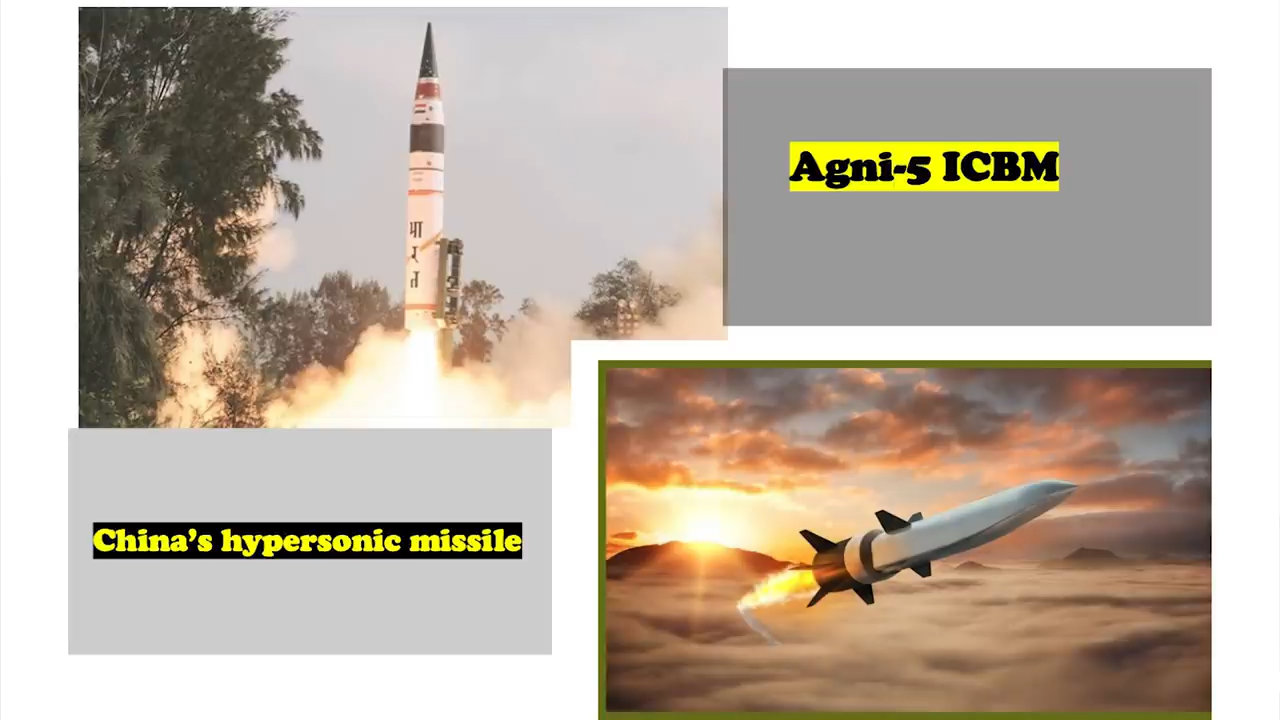 Agni-5 ICBM
भा
र
त
China's hypersonic missile